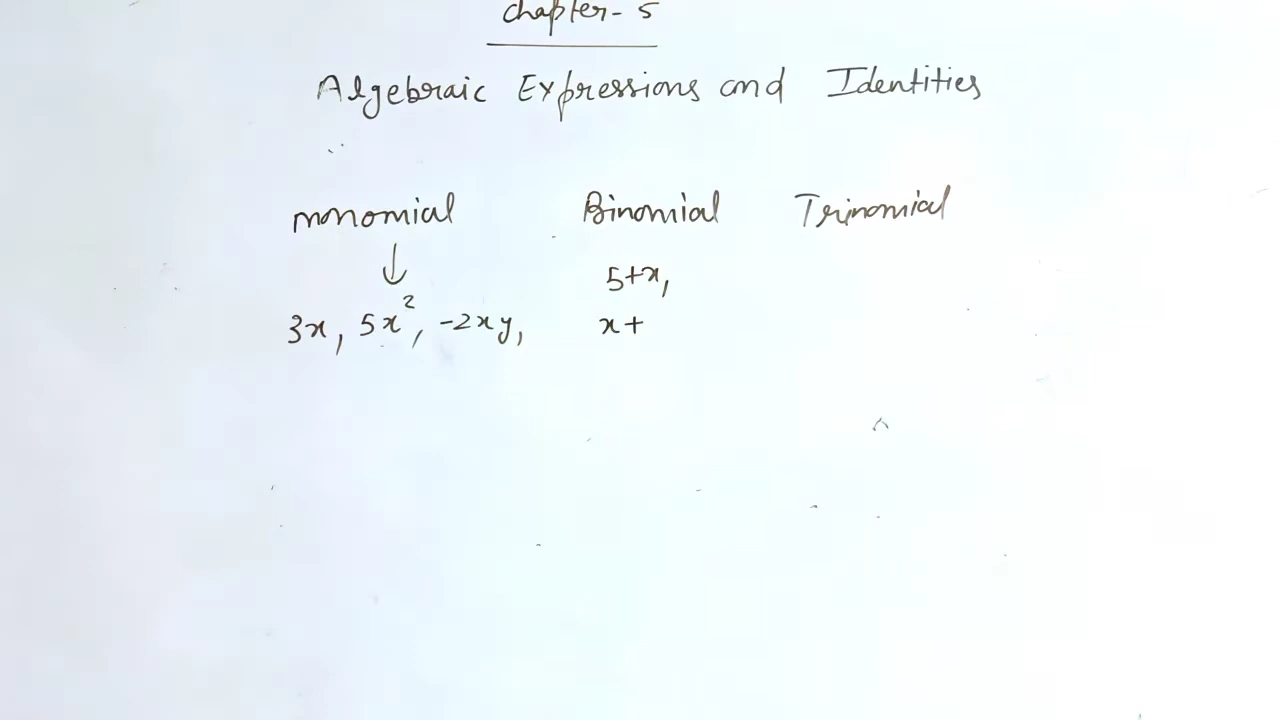 Chapter - 5
Algebraic Expressions and Identities
monomial Binomial Trinomial
↓
5+x,
3x, 5x², -2xy, x+